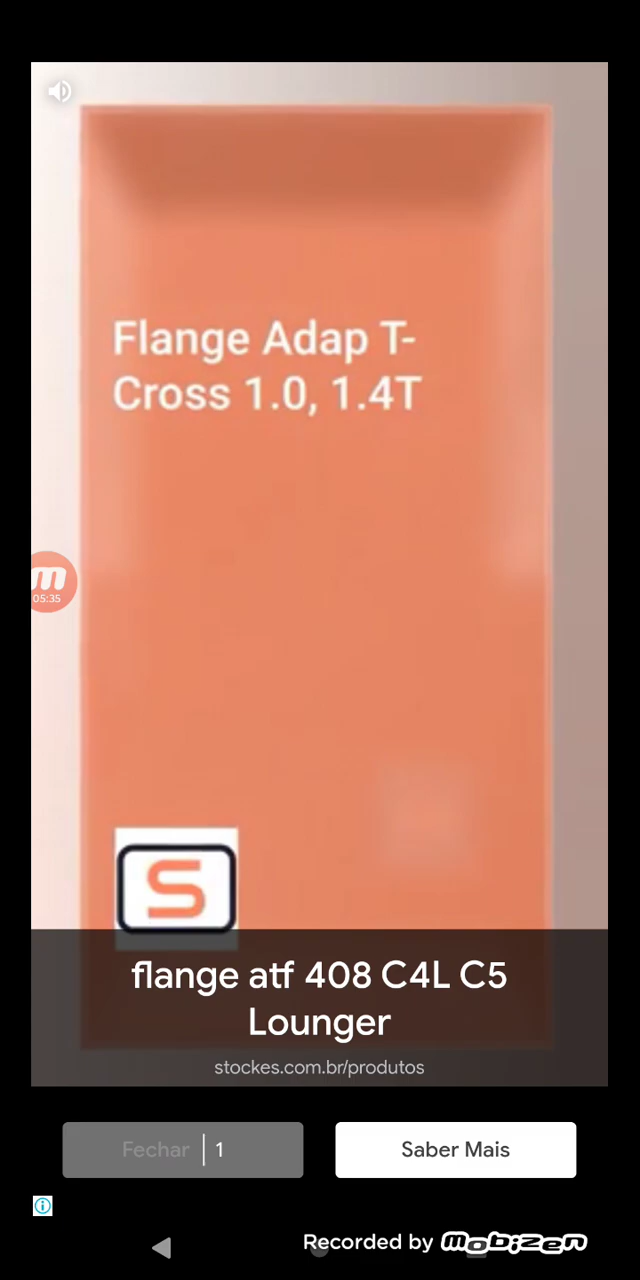 Flange Adap T-
Cross 1.0, 1.4T
m
05:35
S
flange atf 408 C4L C5
Lounger
stockes.com.br/produtos
Fechar | 1
Saber Mais
Recorded by mobizen